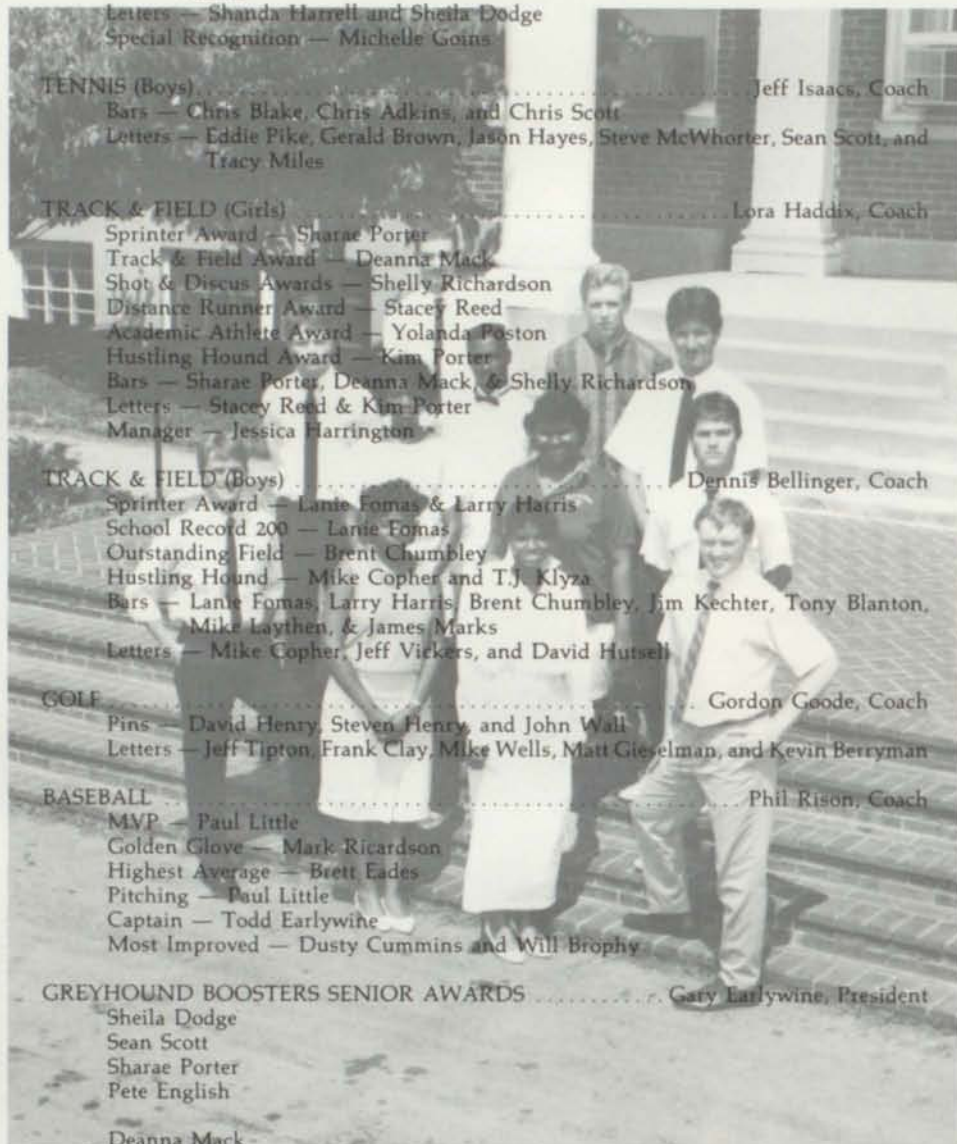 Letters — Shanda Harrell and Sheila Dodge
Special Recognition — Michelle Goins
TENNIS (Boys) . . . . . . . . . . . . . . . . . . . . . . . . . . . . . . . . Jeff Isaacs, Coach
Bars — Chris Blake, Chris Adkins, and Chris Scott
Letters — Eddie Pike, Gerald Brown, Jason Hayes, Steve McWhorter, Sean Scott, and
Tracy Miles
TRACK & FIELD (Girls) . . . . . . . . . . . . . . . . . . . . . . . . Lora Haddix, Coach
Sprinter Award — Sharae Porter
Track & Field Award — Deanna Mack
Shot & Discus Awards — Shelly Richardson
Distance Runner Award — Stacey Reed
Academic Athlete Award — Yolanda Poston
Hustling Hound Award — Kim Porter
Bars — Sharae Porter, Deanna Mack, & Shelly Richardson
Letters — Stacey Reed & Kim Porter
Manager — Jessica Harrington
TRACK & FIELD (Boys) . . . . . . . . . . . . . . . . . . . . . Dennis Bellinger, Coach
Sprinter Award — Lanie Fomas & Larry Harris
School Record 200 — Lanie Fomas
Outstanding Field — Brent Chumbley
Hustling Hound — Mike Copher and T.J. Klyza
Bars — Lanie Fomas, Larry Harris, Brent Chumbley, Jim Kechter, Tony Blanton,
Mike Laythen, & James Marks
Letters — Mike Copher, Jeff Vickers, and David Hutsell
GOLF . . . . . . . . . . . . . . . . . . . . . . . . . . . . . . . . . . . Gordon Goode, Coach
Pins — David Henry, Steven Henry, and John Wall
Letters — Jeff Tipton, Frank Clay, Mike Wells, Matt Gieselman, and Kevin Berryman
BASEBALL . . . . . . . . . . . . . . . . . . . . . . . . . . . . . . . . . Phil Rison, Coach
MVP — Paul Little
Golden Glove — Mark Ricardson
Highest Average — Brett Eades
Pitching — Paul Little
Captain — Todd Earlywine
Most Improved — Dusty Cummins and Will Brophy
GREYHOUND BOOSTERS SENIOR AWARDS . . . . . . . . . . Gary Earlywine, President
Sheila Dodge
Sean Scott
Sharae Porter
Pete English
Deanna Mack